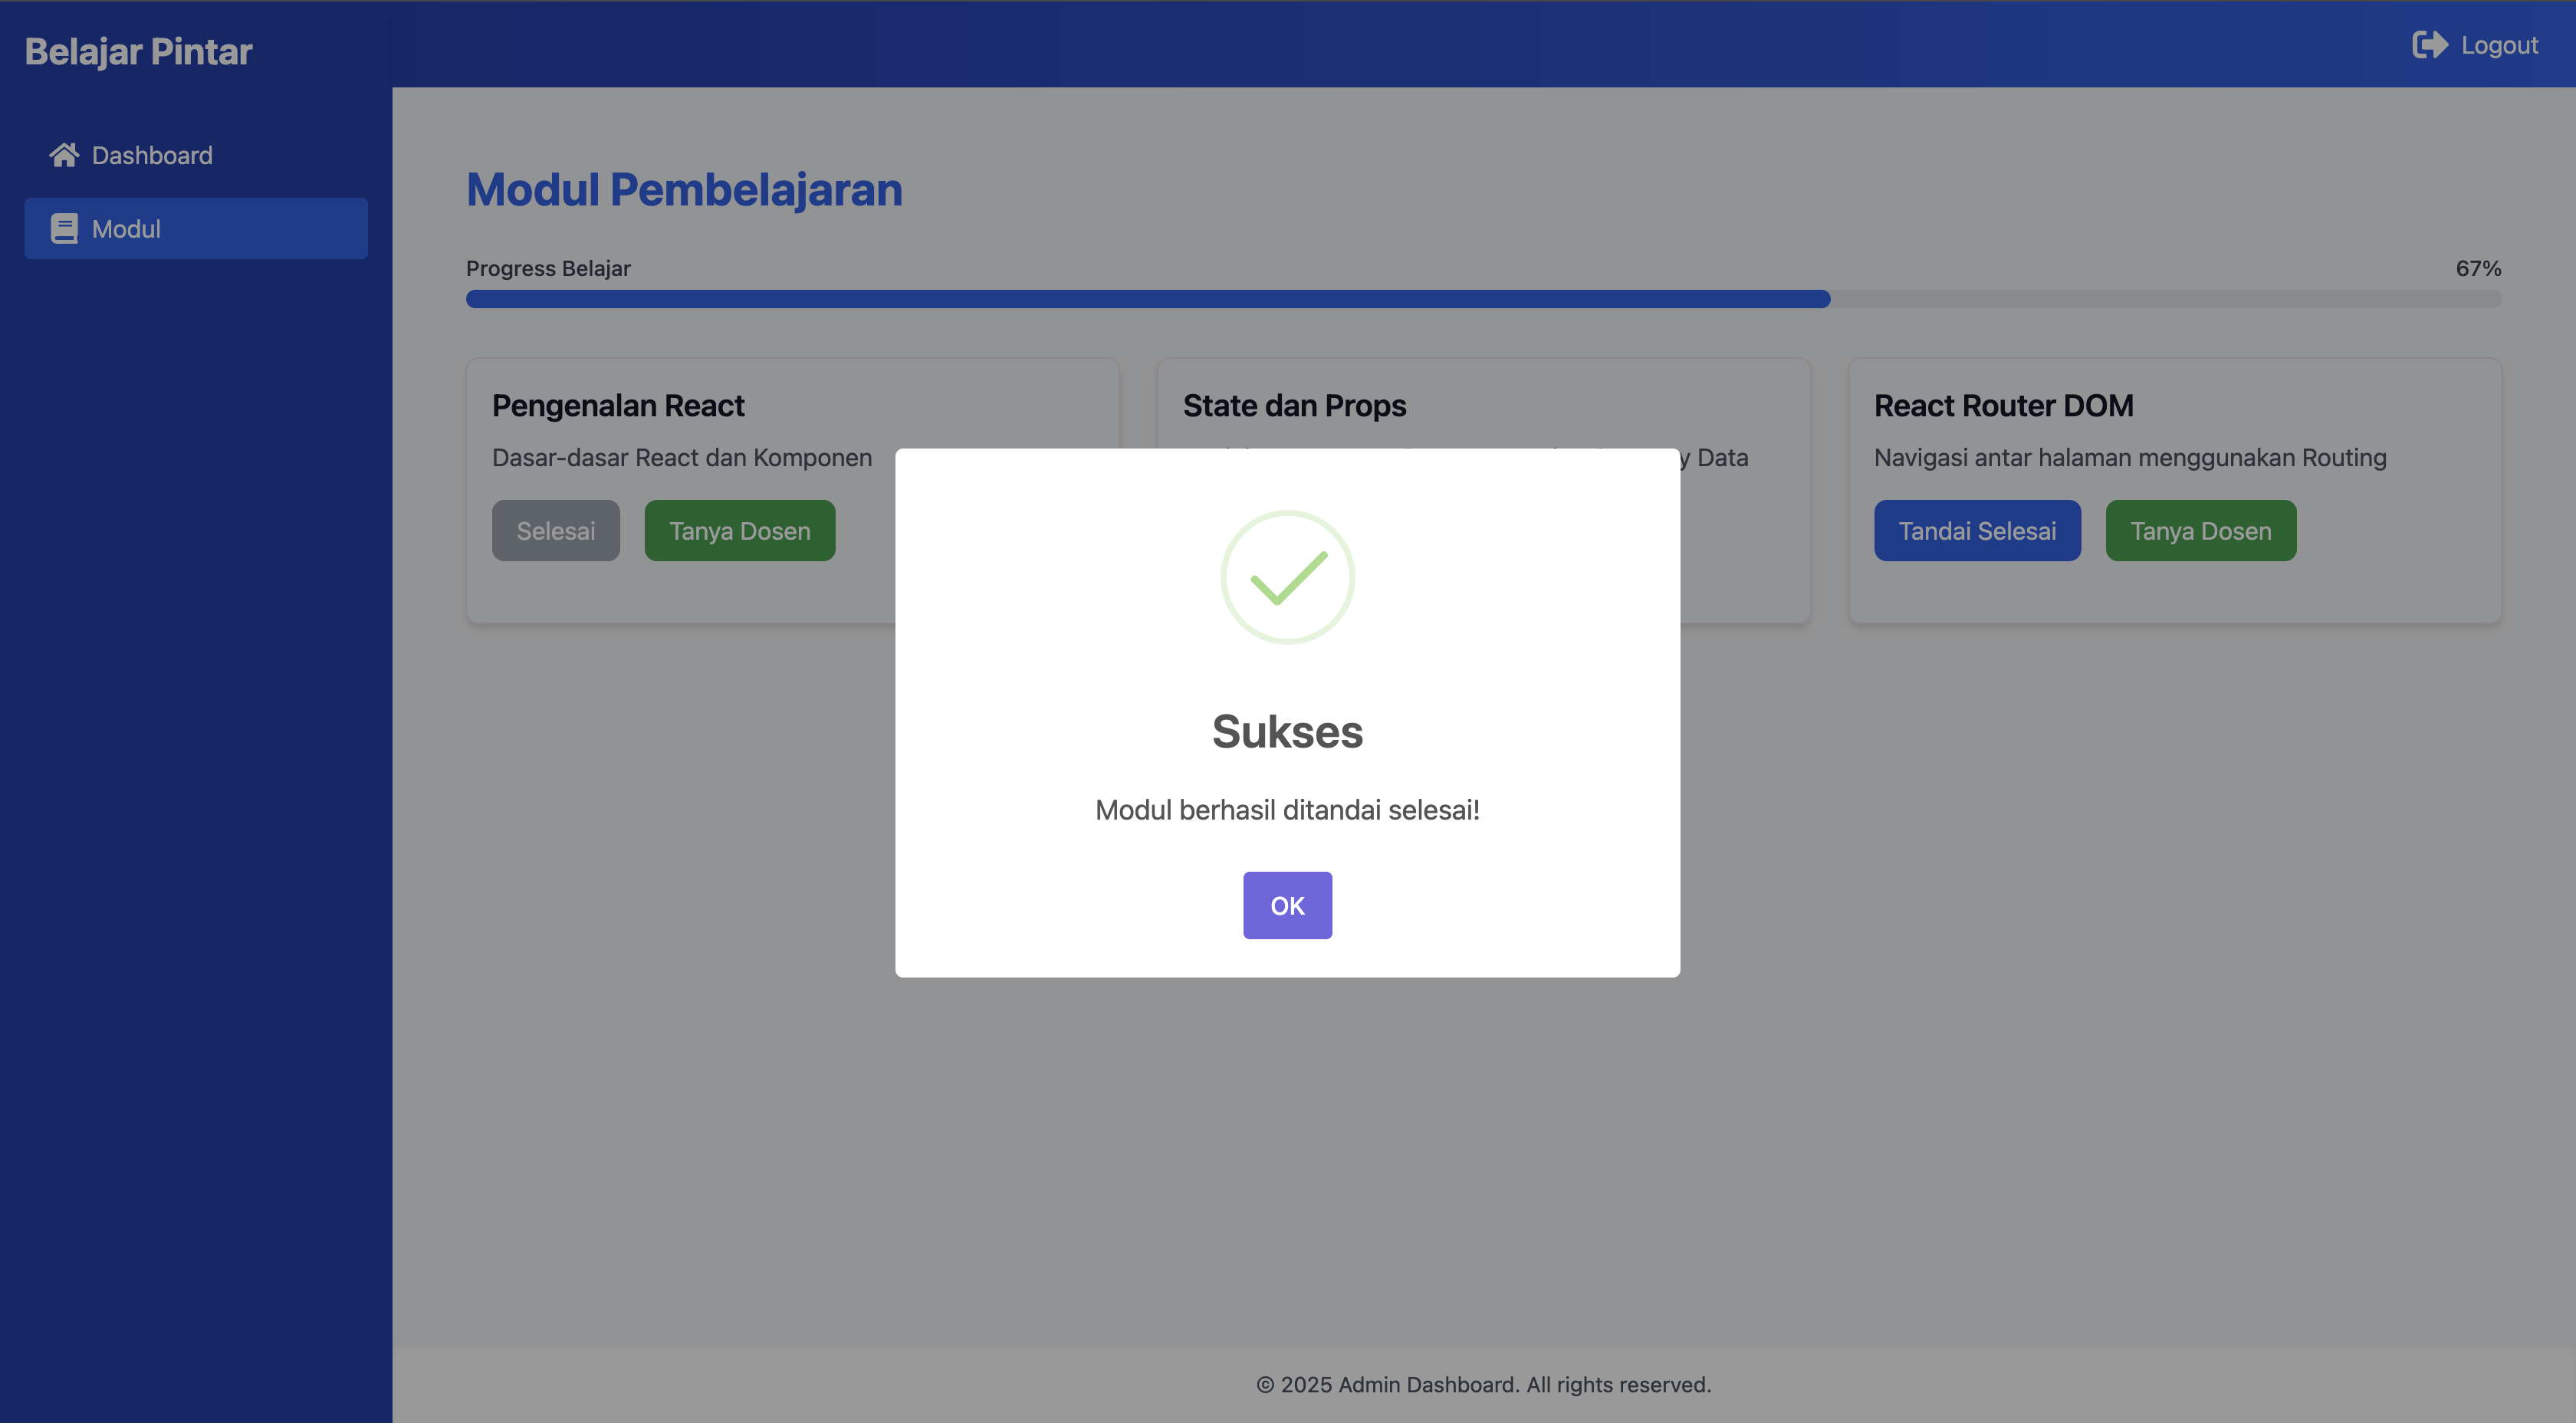 Belajar Pintar
Logout
Dashboard
Modul
Modul Pembelajaran
Progress Belajar
67%
Pengenalan React
Dasar-dasar React dan Komponen
Selesai
Tanya Dosen
State dan Props
Data
React Router DOM
Navigasi antar halaman menggunakan Routing
Tandai Selesai
Tanya Dosen
Sukses
Modul berhasil ditandai selesai!
OK
© 2025 Admin Dashboard. All rights reserved.